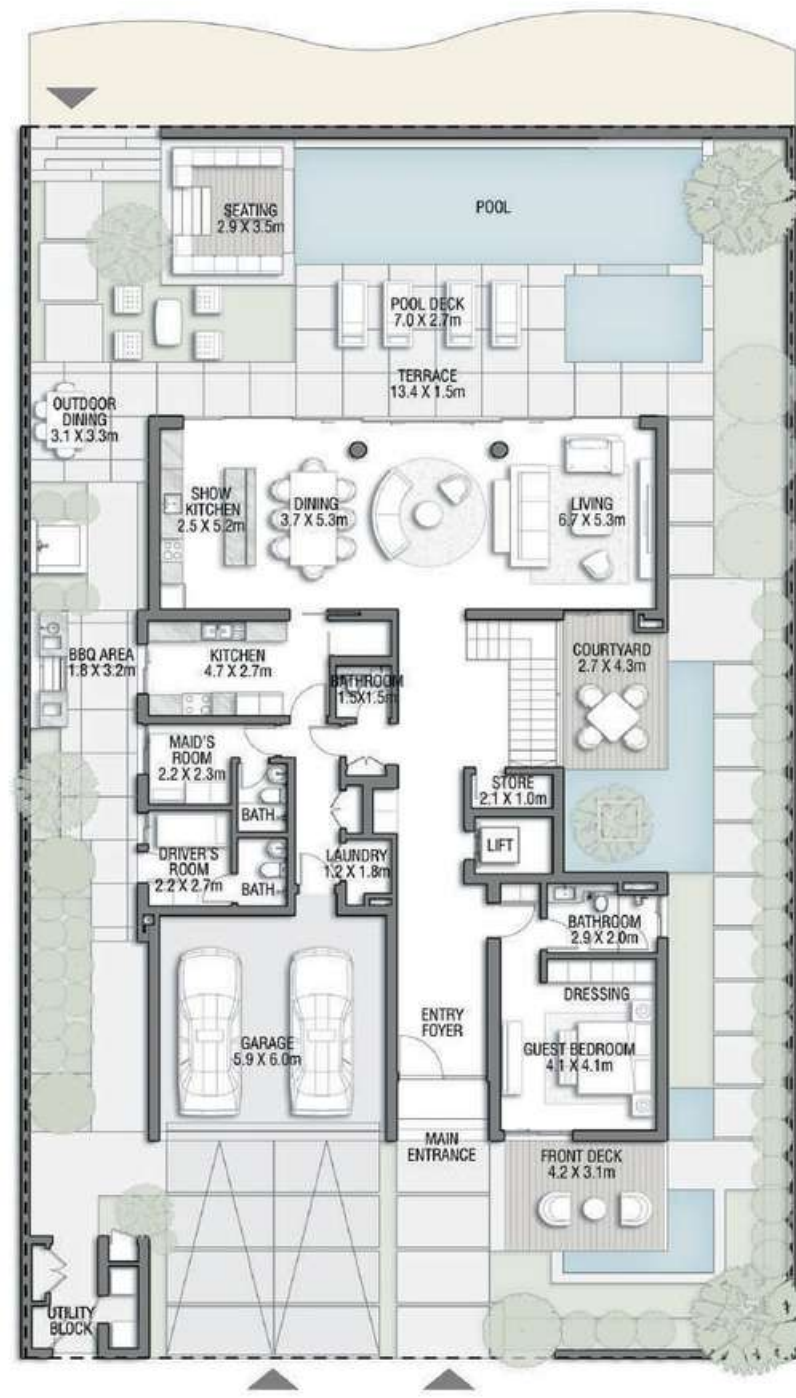 SEATING
2.9 X 3.5m
POOL
POOL DECK
7.0 X 2.7m
TERRACE
13.4 X 1.5m
OUTDOOR
DINING
3.1 X 3.3m
SHOW
KITCHEN
2.5 X 5.2m
DINING
3.7 X 5.3m
LIVING
6.7 X 5.3m
BBQ AREA
1.8 X 3.2m
KITCHEN
4.7 X 2.7m
BATHROOM
1.5X1.5m
COURTYARD
2.7 X 4.3m
MAID'S
ROOM
2.2 X 2.3m
BATH
STORE
2.1 X 1.0m
LIFT
DRIVER'S
ROOM
2.2 X 2.7m
BATH
LAUNDRY
1.2 X 1.8m
BATHROOM
2.9 X 2.0m
DRESSING
GARAGE
5.9 X 6.0m
ENTRY
FOYER
GUEST BEDROOM
4.1 X 4.1m
MAIN
ENTRANCE
FRONT DECK
4.2 X 3.1m
UTILITY
BLOCK